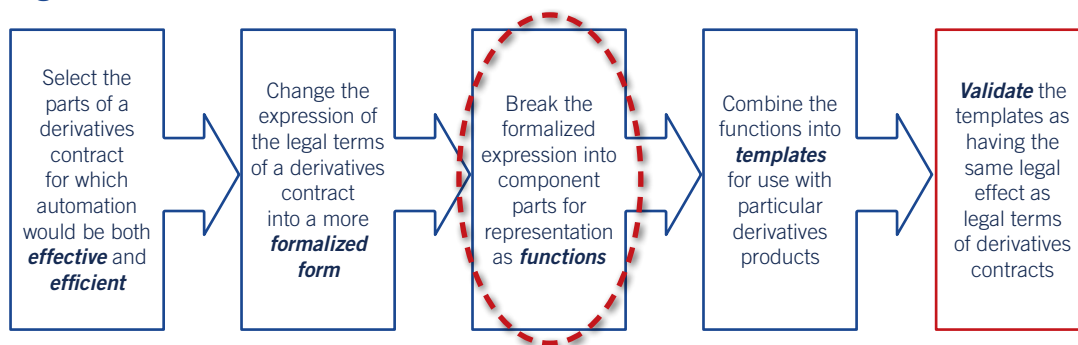 Select the
parts of a
derivatives
contract
for which
automation
would be both
effective and
efficient
Change the
expression of
the legal terms
of a derivatives
contract
into a more
formalized
form
Break the
formalized
expression into
component
parts for
representation
as functions
Combine the
functions into
templates
for use with
particular
derivatives
products
Validate the
templates as
having the
same legal
effect as
legal terms
of derivatives
contracts